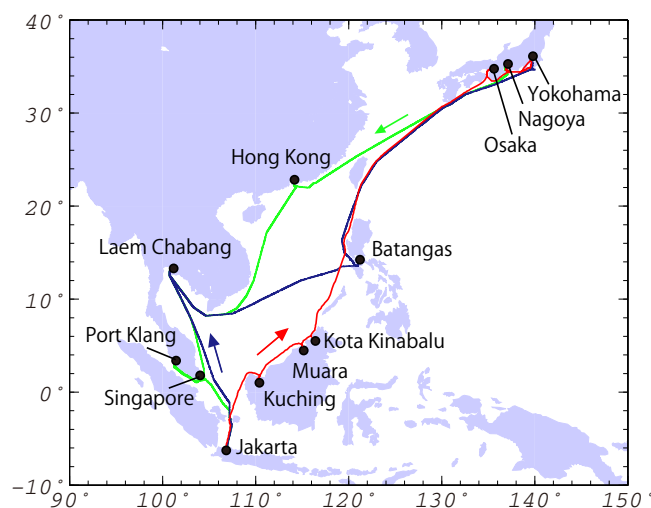 40°
30°
20°
10°
0°
-10°
90°
100°
110°
120°
130°
140°
150°
Yokohama
Nagoya
Osaka
Hong Kong
Laem Chabang
Batangas
Port Klang
Kota Kinabalu
Muara
Singapore
Kuching
Jakarta